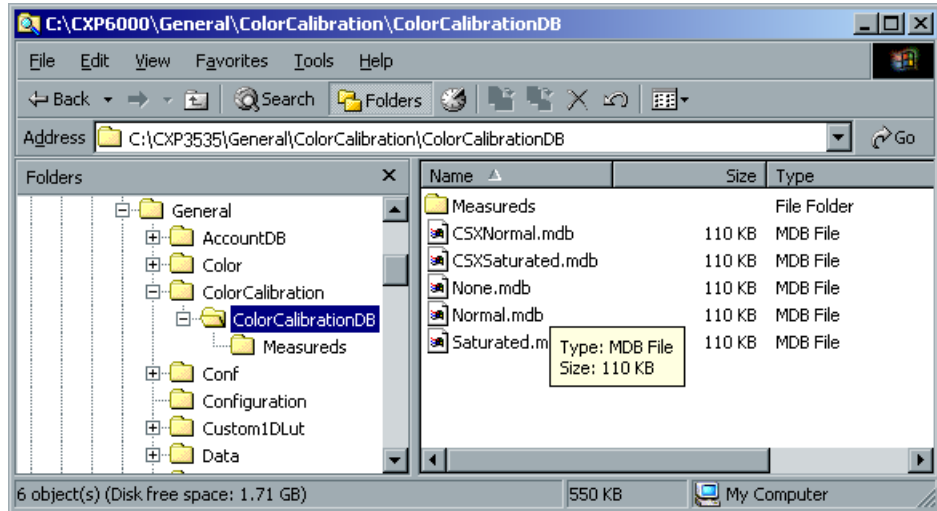 C:\CXP6000\General\ColorCalibration\ColorCalibrationDB
File Edit View Favorites Tools Help
Back Search Folders
Address C:\CXP3535\General\ColorCalibration\ColorCalibrationDB Go
Folders
General
AccountDB
Color
ColorCalibration
ColorCalibrationDB
Measureds
Conf
Configuration
Custom1DLut
Data
Name Size Type
Measureds File Folder
CSXNormal.mdb 110 KB MDB File
CSXSaturated.mdb 110 KB MDB File
None.mdb 110 KB MDB File
Normal.mdb 110 KB MDB File
Saturated.m 110 KB MDB File
Type: MDB File
Size: 110 KB
6 object(s) (Disk free space: 1.71 GB) 550 KB My Computer